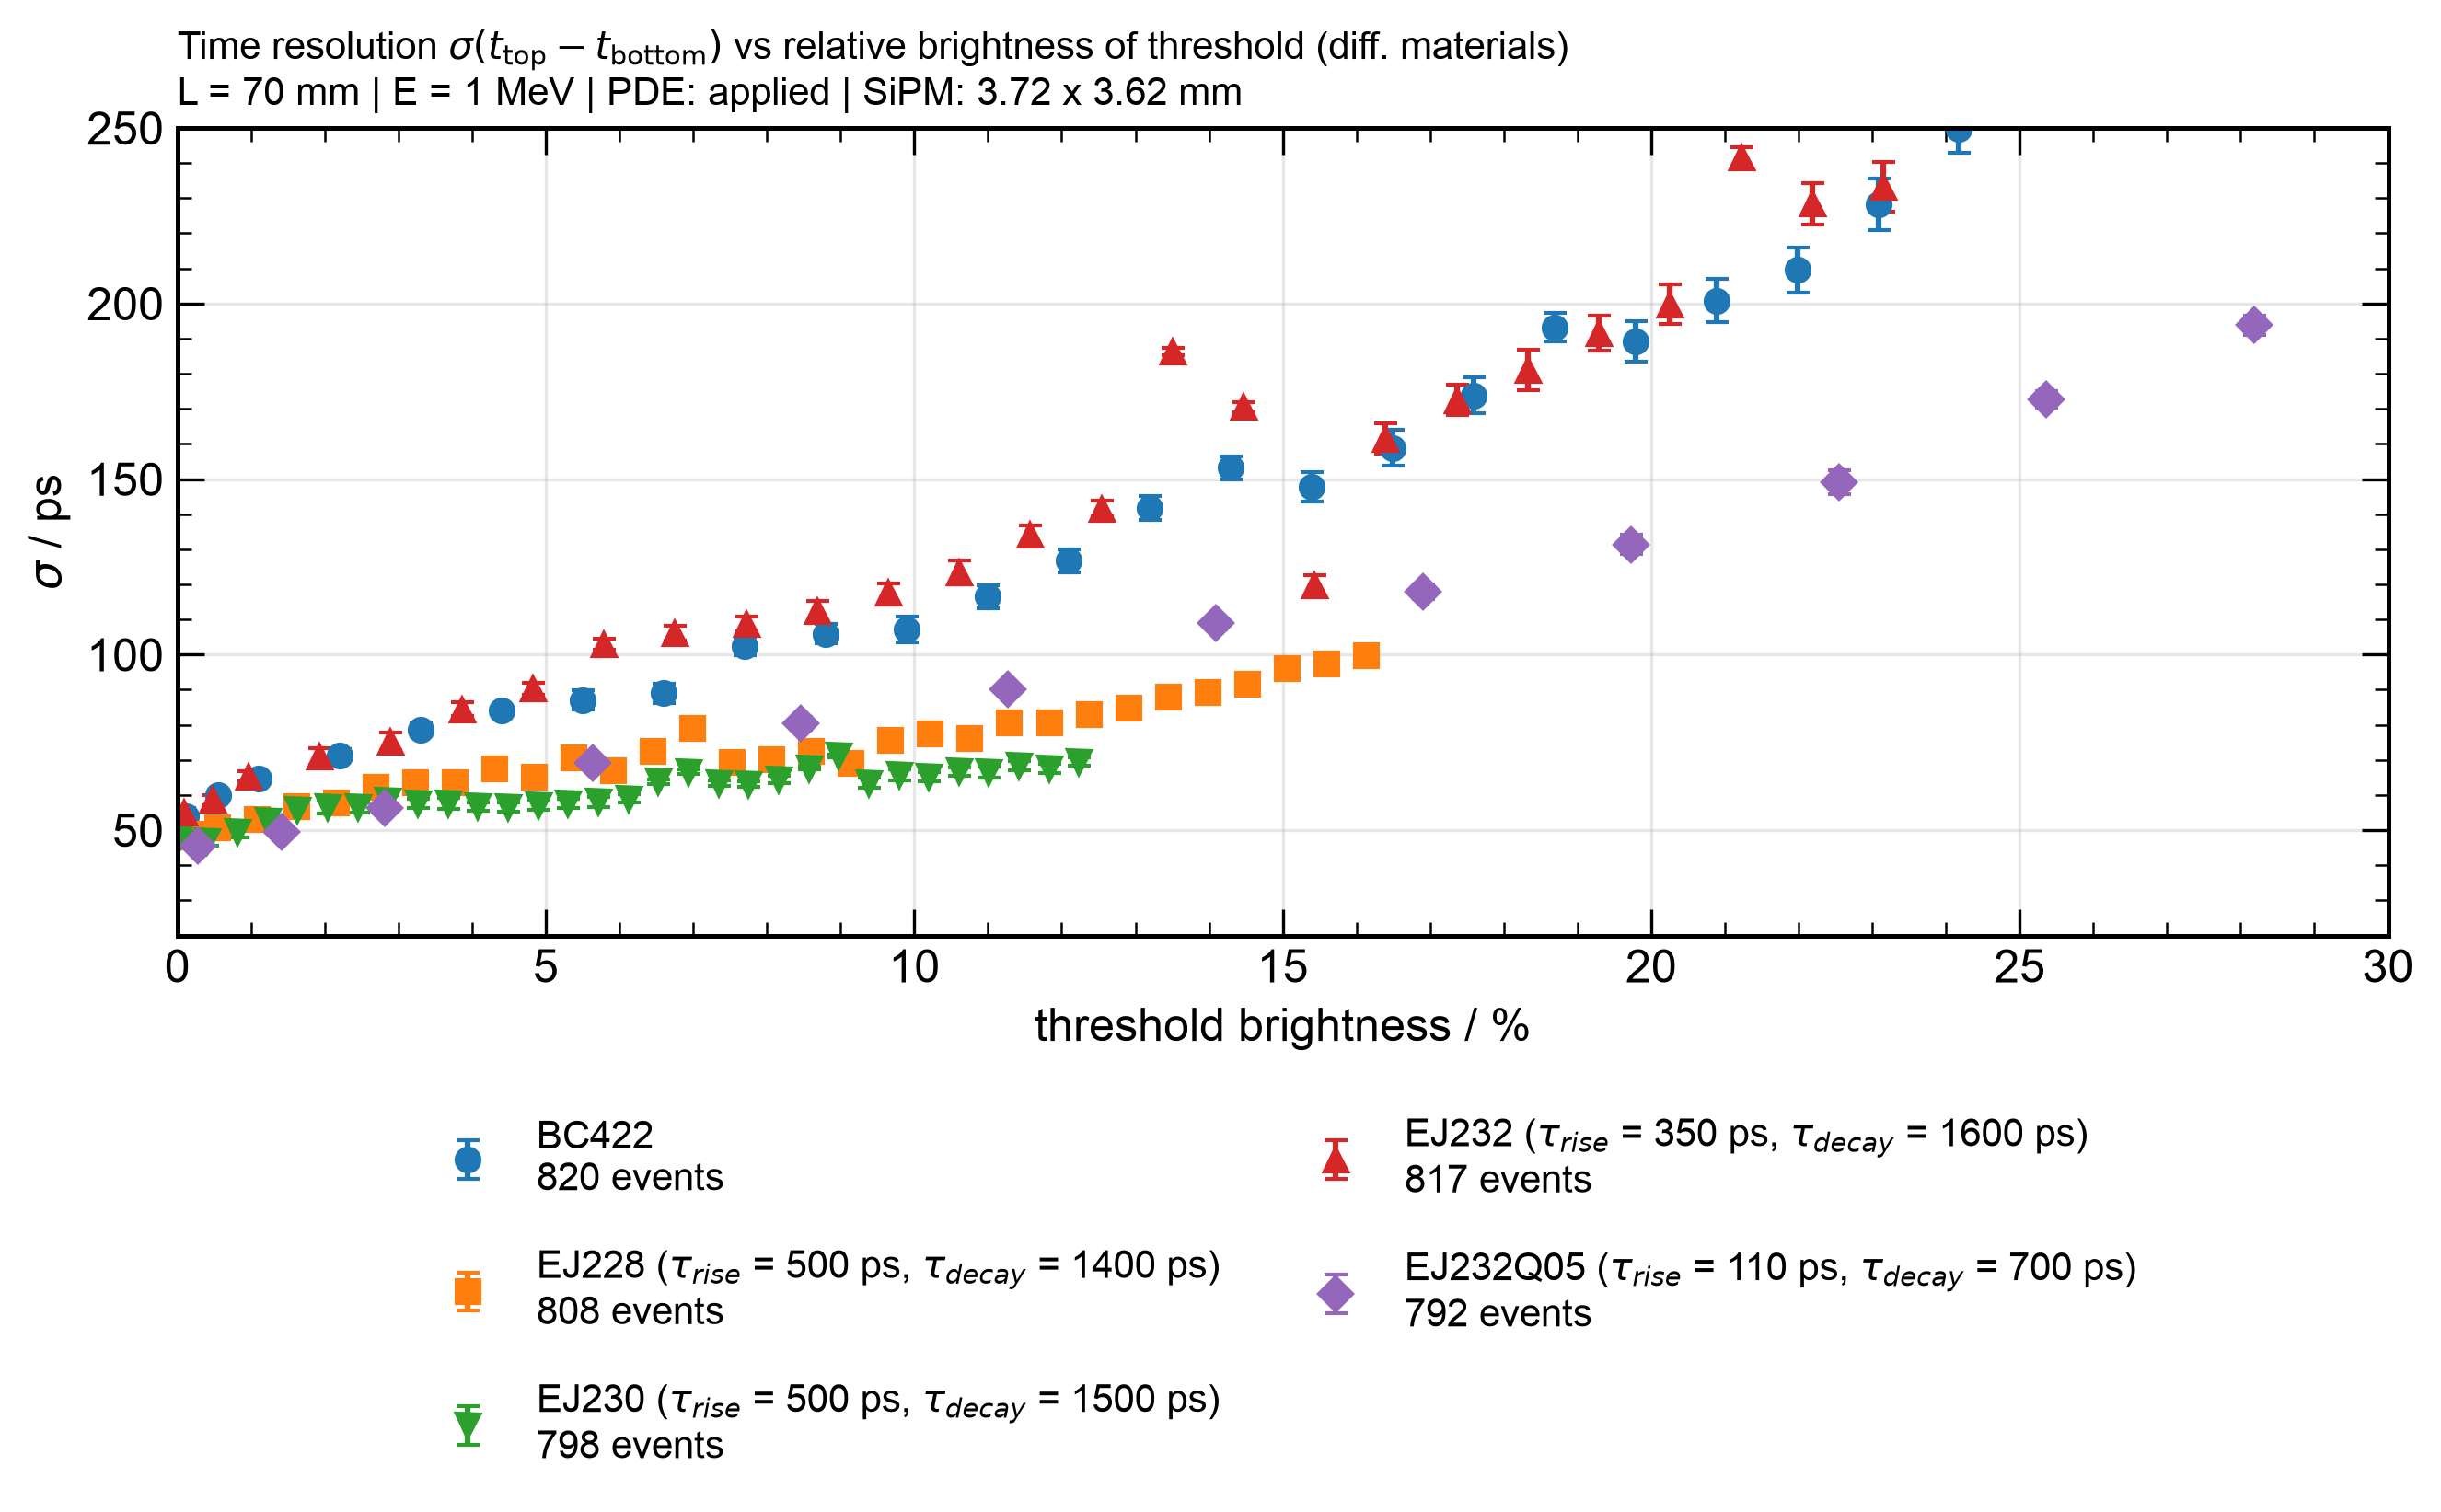 Time resolution σ(t_top − t_bottom) vs relative brightness of threshold (diff. materials)
L = 70 mm | E = 1 MeV | PDE: applied | SiPM: 3.72 x 3.62 mm
250
200
150
100
50
σ / ps
0 5 10 15 20 25 30
threshold brightness / %
BC422
820 events
EJ228 (τ_rise = 500 ps, τ_decay = 1400 ps)
808 events
EJ230 (τ_rise = 500 ps, τ_decay = 1500 ps)
798 events
EJ232 (τ_rise = 350 ps, τ_decay = 1600 ps)
817 events
EJ232Q05 (τ_rise = 110 ps, τ_decay = 700 ps)
792 events